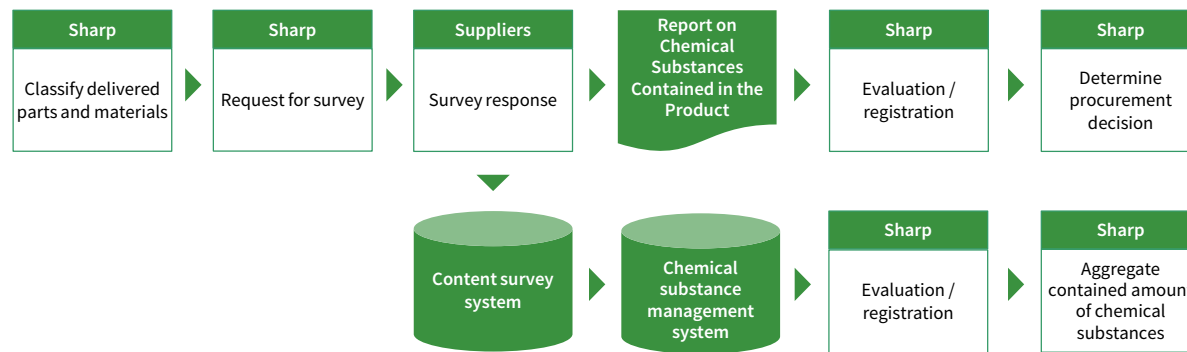 Sharp
Classify delivered
parts and materials
Sharp
Request for survey
Suppliers
Survey response
Report on
Chemical
Substances
Contained in the
Product
Sharp
Evaluation /
registration
Sharp
Determine
procurement
decision
Content survey
system
Chemical
substance
management
system
Sharp
Evaluation /
registration
Sharp
Aggregate
contained amount
of chemical
substances